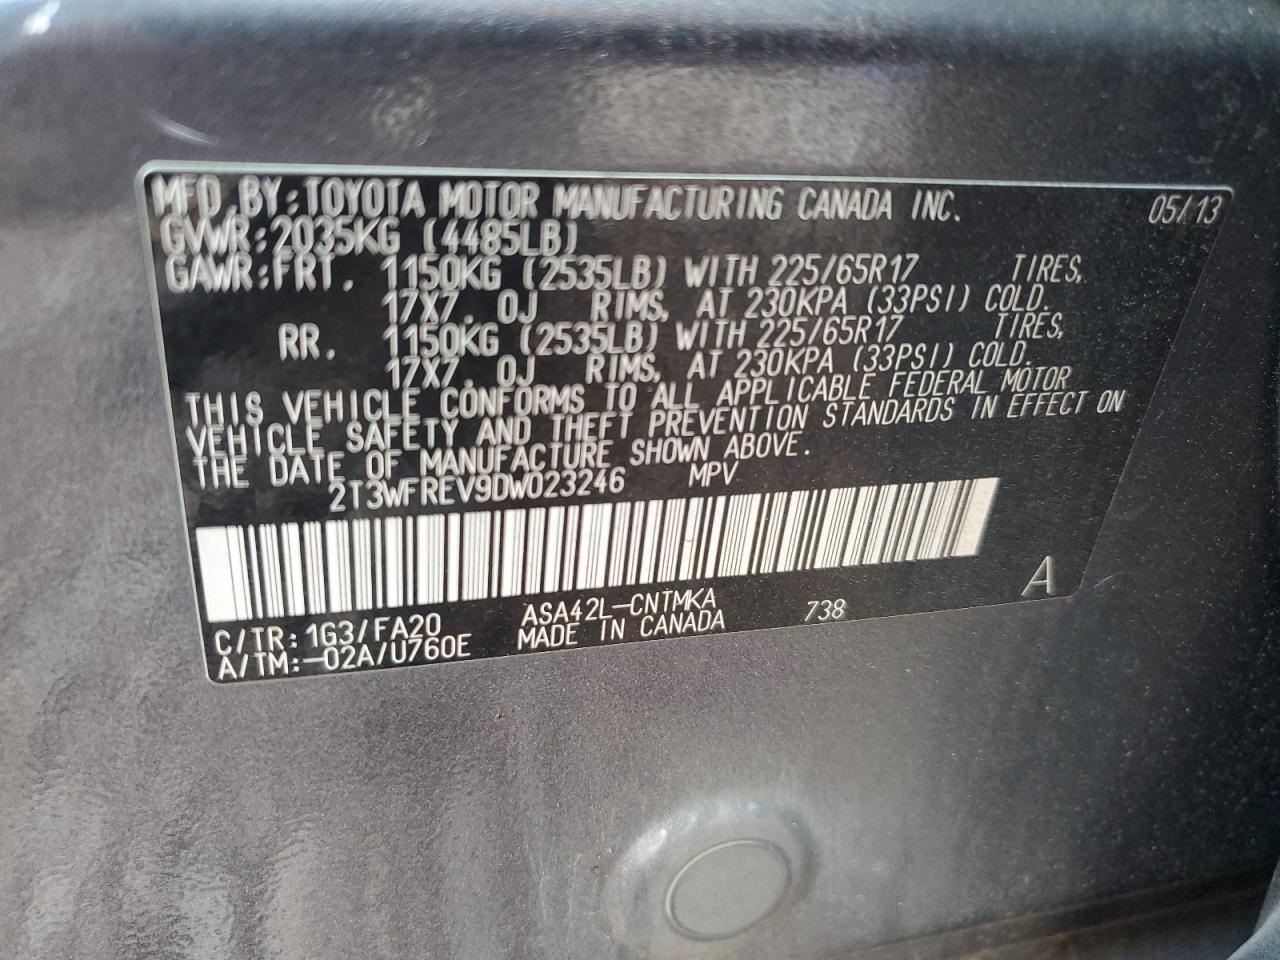 MFD. BY: TOYOTA MOTOR MANUFACTURING CANADA INC. 05/13
GVWR: 2035KG (4485LB)
GAWR: FRT. 1150KG (2535LB) WITH 225/65R17 TIRES,
17X7. 0J RIMS, AT 230KPA (33PSI) COLD.
RR. 1150KG (2535LB) WITH 225/65R17 TIRES,
17X7. 0J RIMS, AT 230KPA (33PSI) COLD.
THIS VEHICLE CONFORMS TO ALL APPLICABLE FEDERAL MOTOR
VEHICLE SAFETY AND THEFT PREVENTION STANDARDS IN EFFECT ON
THE DATE OF MANUFACTURE SHOWN ABOVE.
2T3WFREV9DW023246 MPV
A
C/TR: 1G3/FA20 ASA42L-CNTMKA 738
A/TM:-02A/U760E MADE IN CANADA